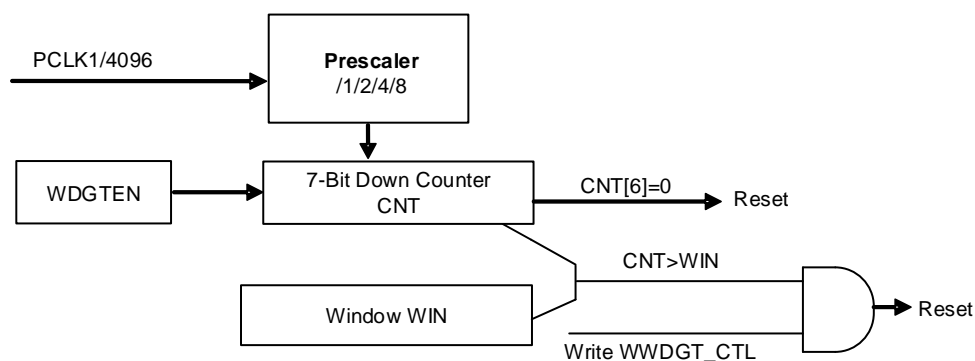 PCLK1/4096
Prescaler
/1/2/4/8
WDGTEN
7-Bit Down Counter
CNT
CNT[6]=0
Reset
CNT>WIN
Window WIN
Reset
Write WWDGT_CTL